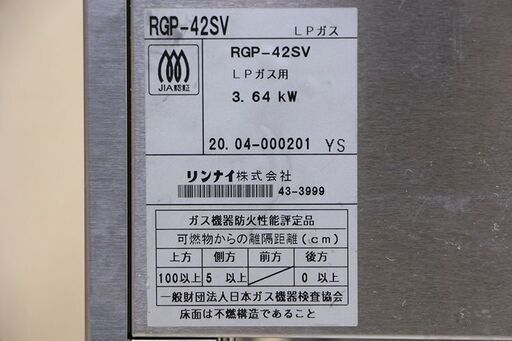 RGP-42SV LPガス
JIA認証
RGP-42SV
LPガス用
3.64 kW
20.04-000201 YS
リンナイ株式会社
43-3999
ガス機器防火性能評定品
可燃物からの離隔距離(cm)
上方 側方 前方 後方
100以上 5 以上 0 以上
一般財団法人日本ガス機器検査協会
床面は不燃構造であること